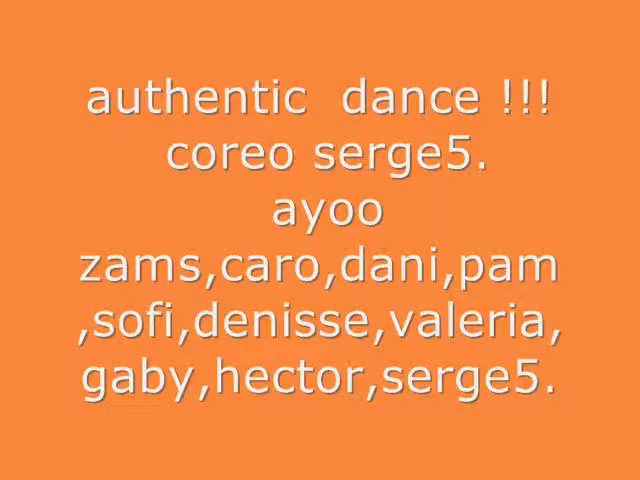 authentic  dance !!!
coreo serge5.
ayoo
zams,caro,dani,pam
,sofi,denisse,valeria,
gaby,hector,serge5.